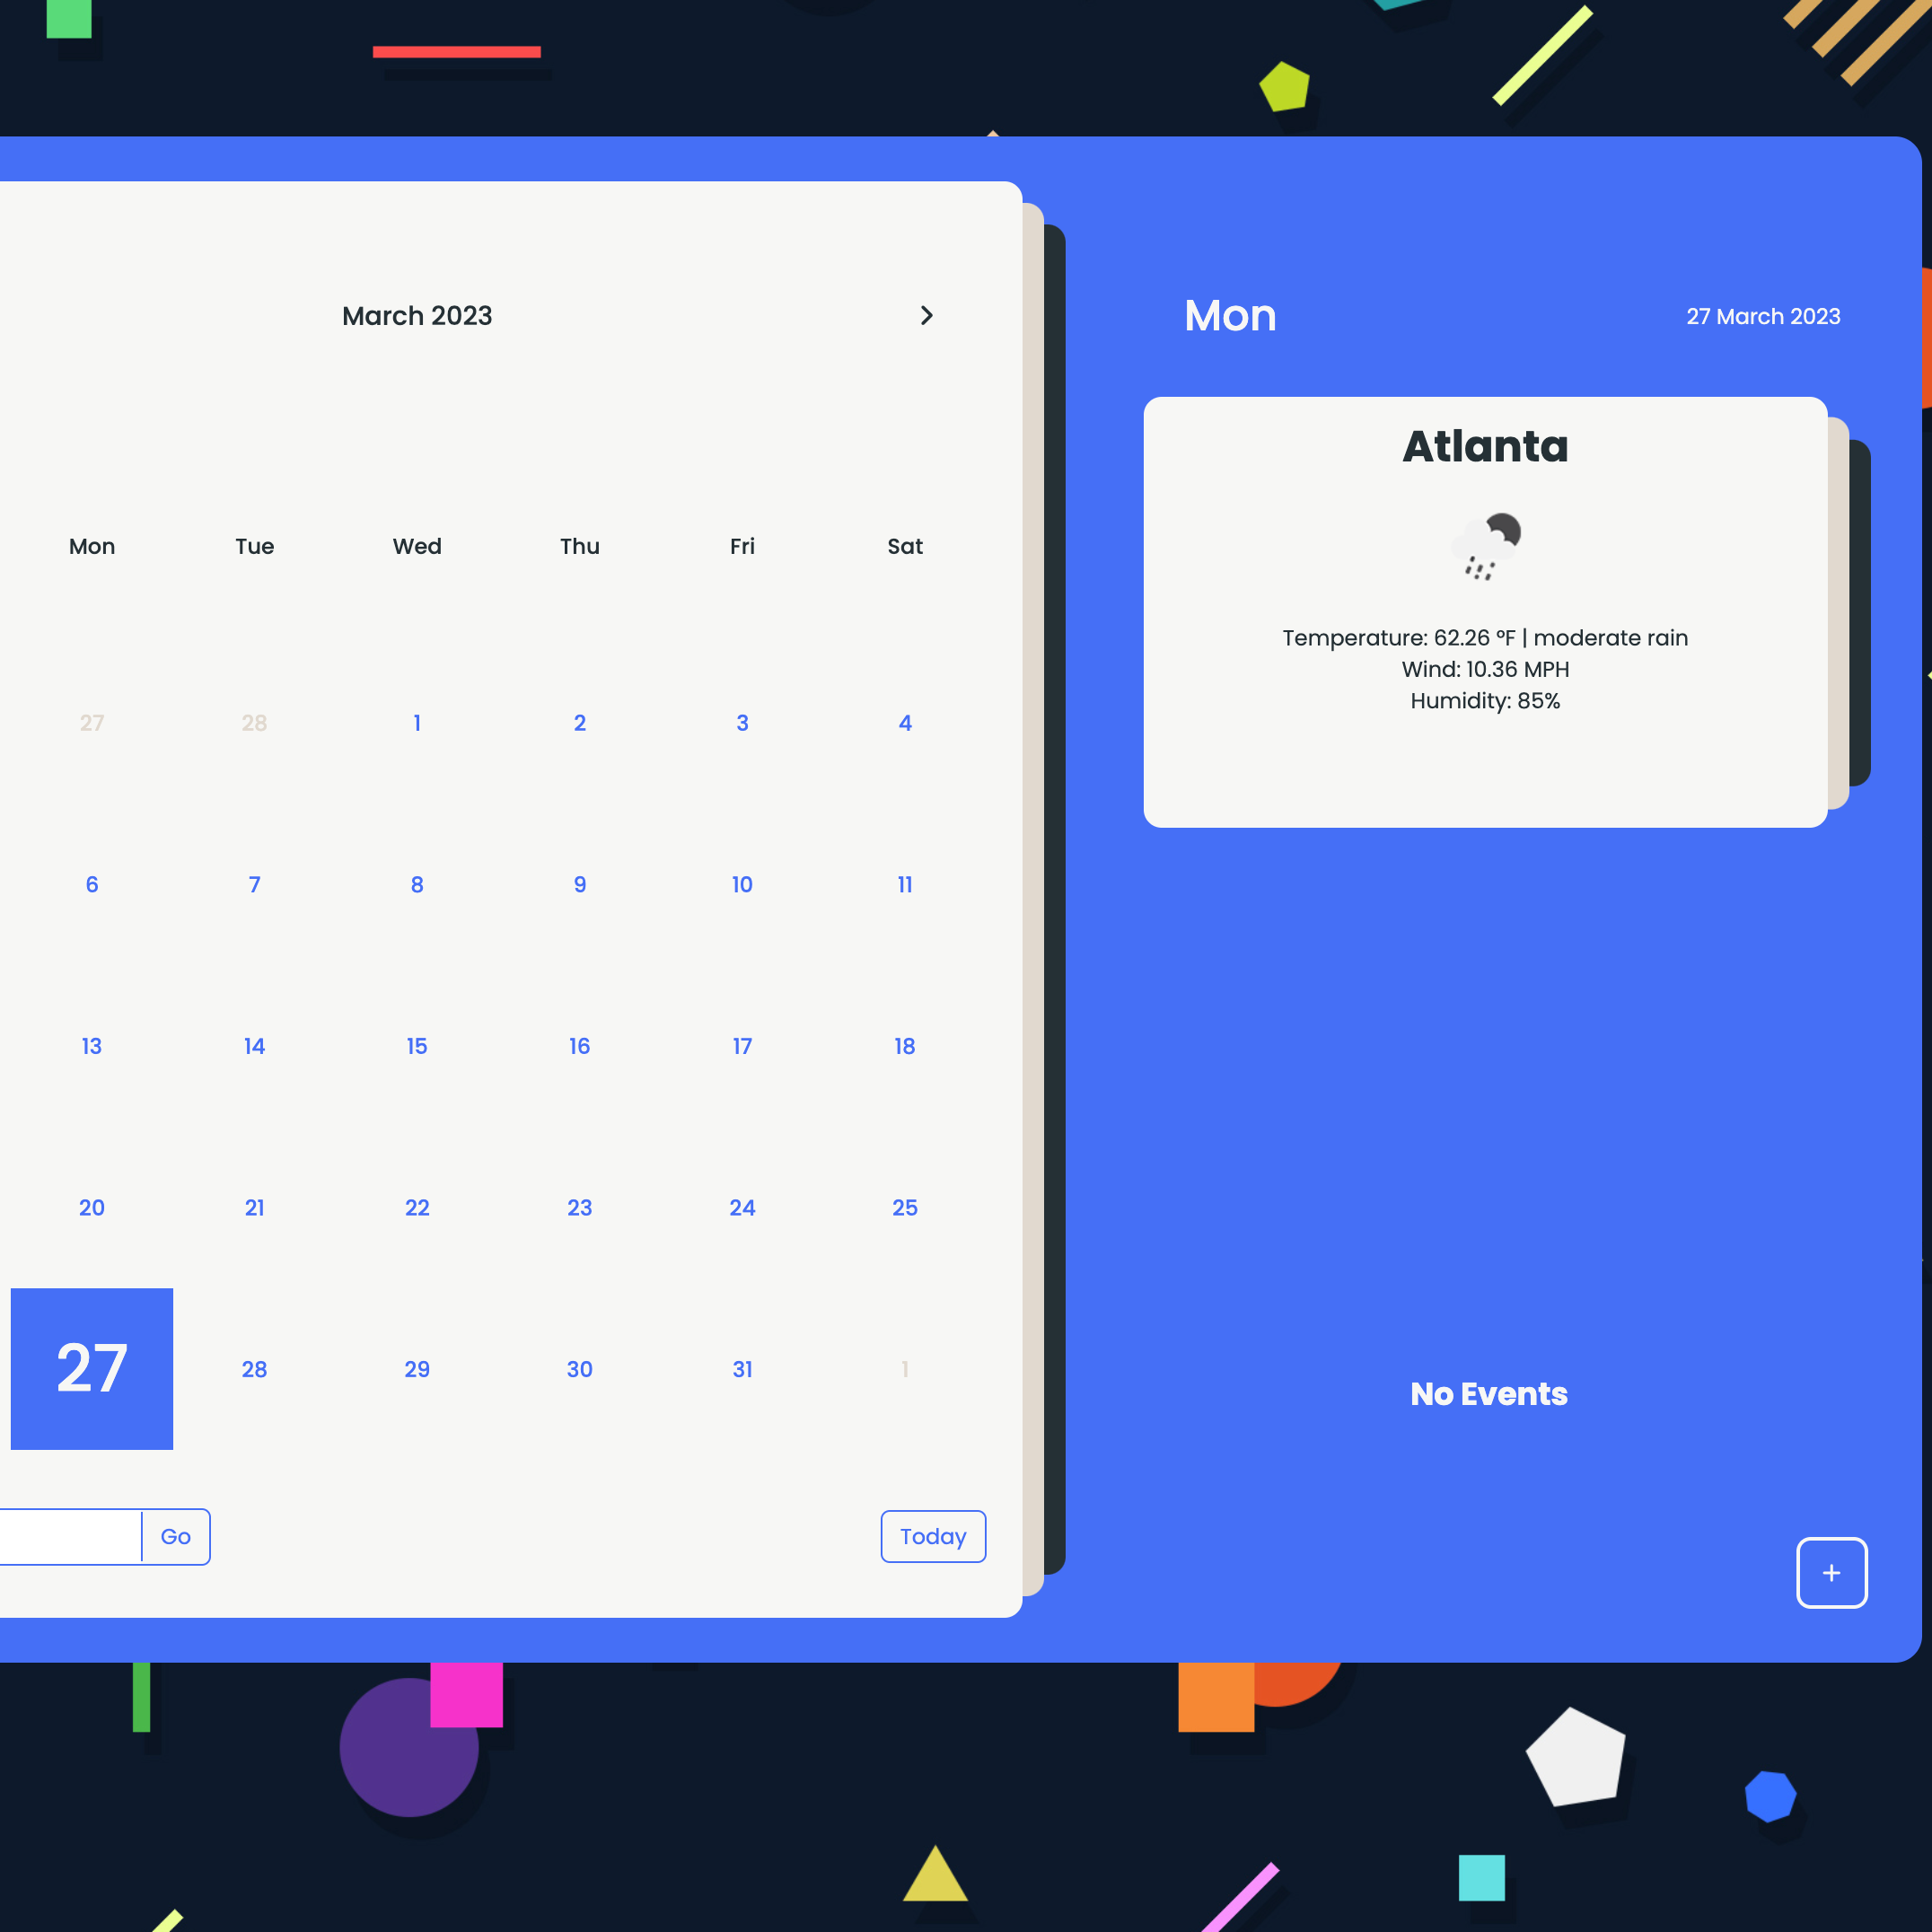 March 2023
Mon Tue Wed Thu Fri Sat
27 28 1 2 3 4
6 7 8 9 10 11
13 14 15 16 17 18
20 21 22 23 24 25
27 28 29 30 31 1
Go Today
Mon 27 March 2023
Atlanta
Temperature: 62.26 °F | moderate rain
Wind: 10.36 MPH
Humidity: 85%
No Events
+